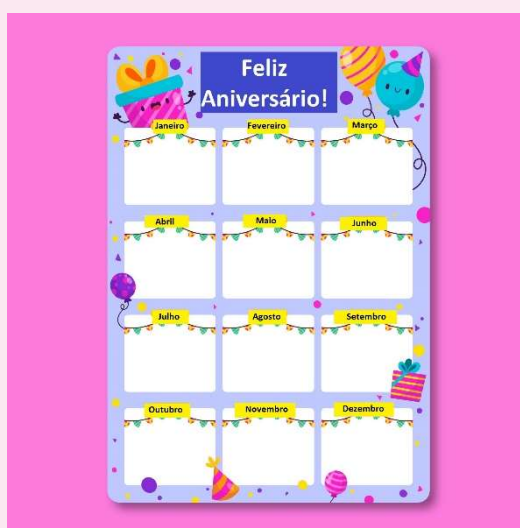 Feliz
Aniversário!
Janeiro
Fevereiro
Março
Abril
Maio
Junho
Julho
Agosto
Setembro
Outubro
Novembro
Dezembro